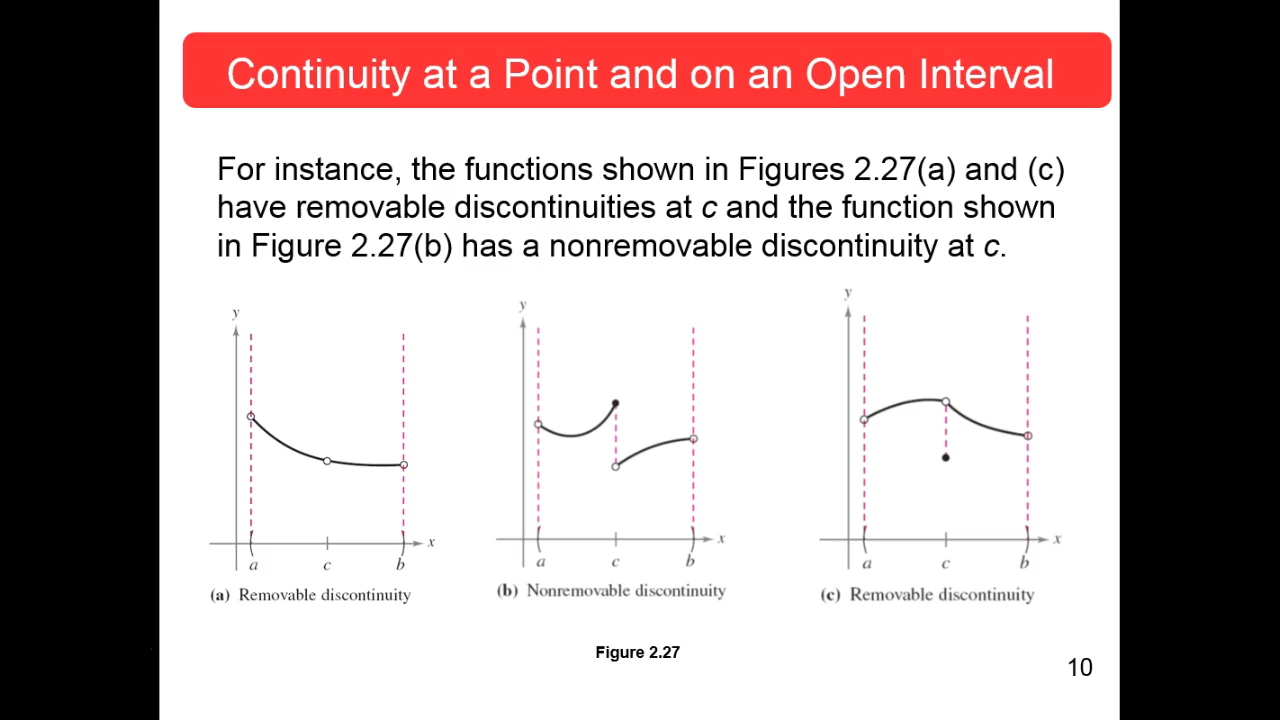 Continuity at a Point and on an Open Interval
For instance, the functions shown in Figures 2.27(a) and (c)
have removable discontinuities at c and the function shown
in Figure 2.27(b) has a nonremovable discontinuity at c.
y
x
a c b
(a) Removable discontinuity
y
x
a c b
(b) Nonremovable discontinuity
y
x
a c b
(c) Removable discontinuity
Figure 2.27
10